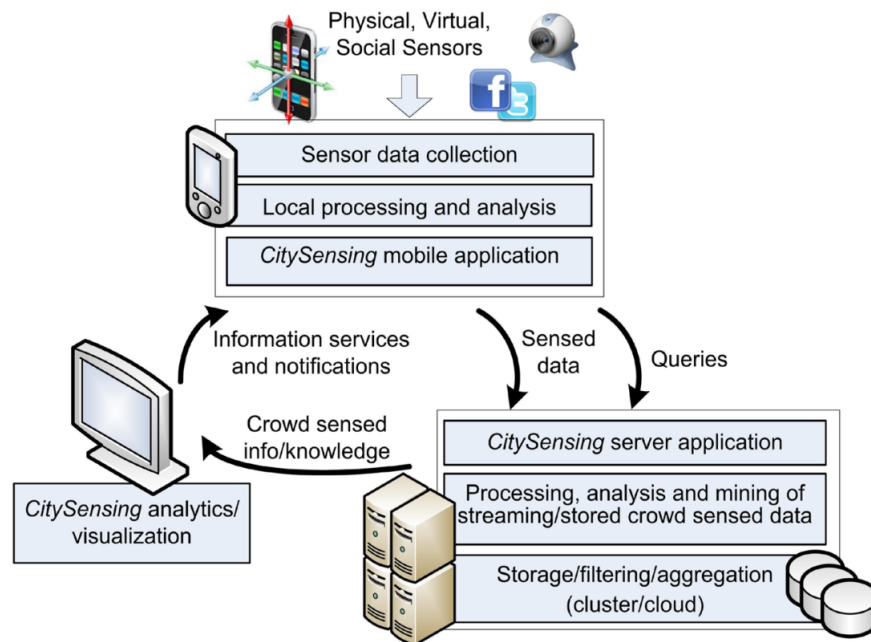 Physical, Virtual,
Social Sensors
f
t
Sensor data collection
Local processing and analysis
CitySensing mobile application
Information services
and notifications
Sensed
data
Queries
Crowd sensed
info/knowledge
CitySensing server application
CitySensing analytics/
visualization
Processing, analysis and mining of
streaming/stored crowd sensed data
Storage/filtering/aggregation
(cluster/cloud)